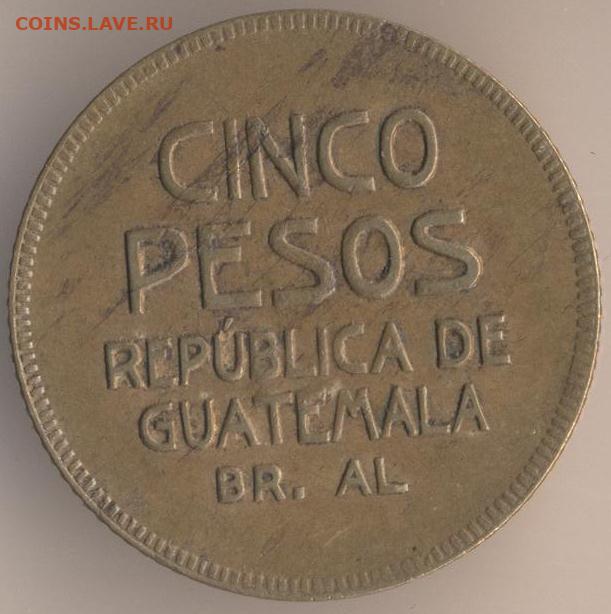 COINS.LAVE.RU
CINCO
PESOS
REPÚBLICA DE
GUATEMALA
BR. AL